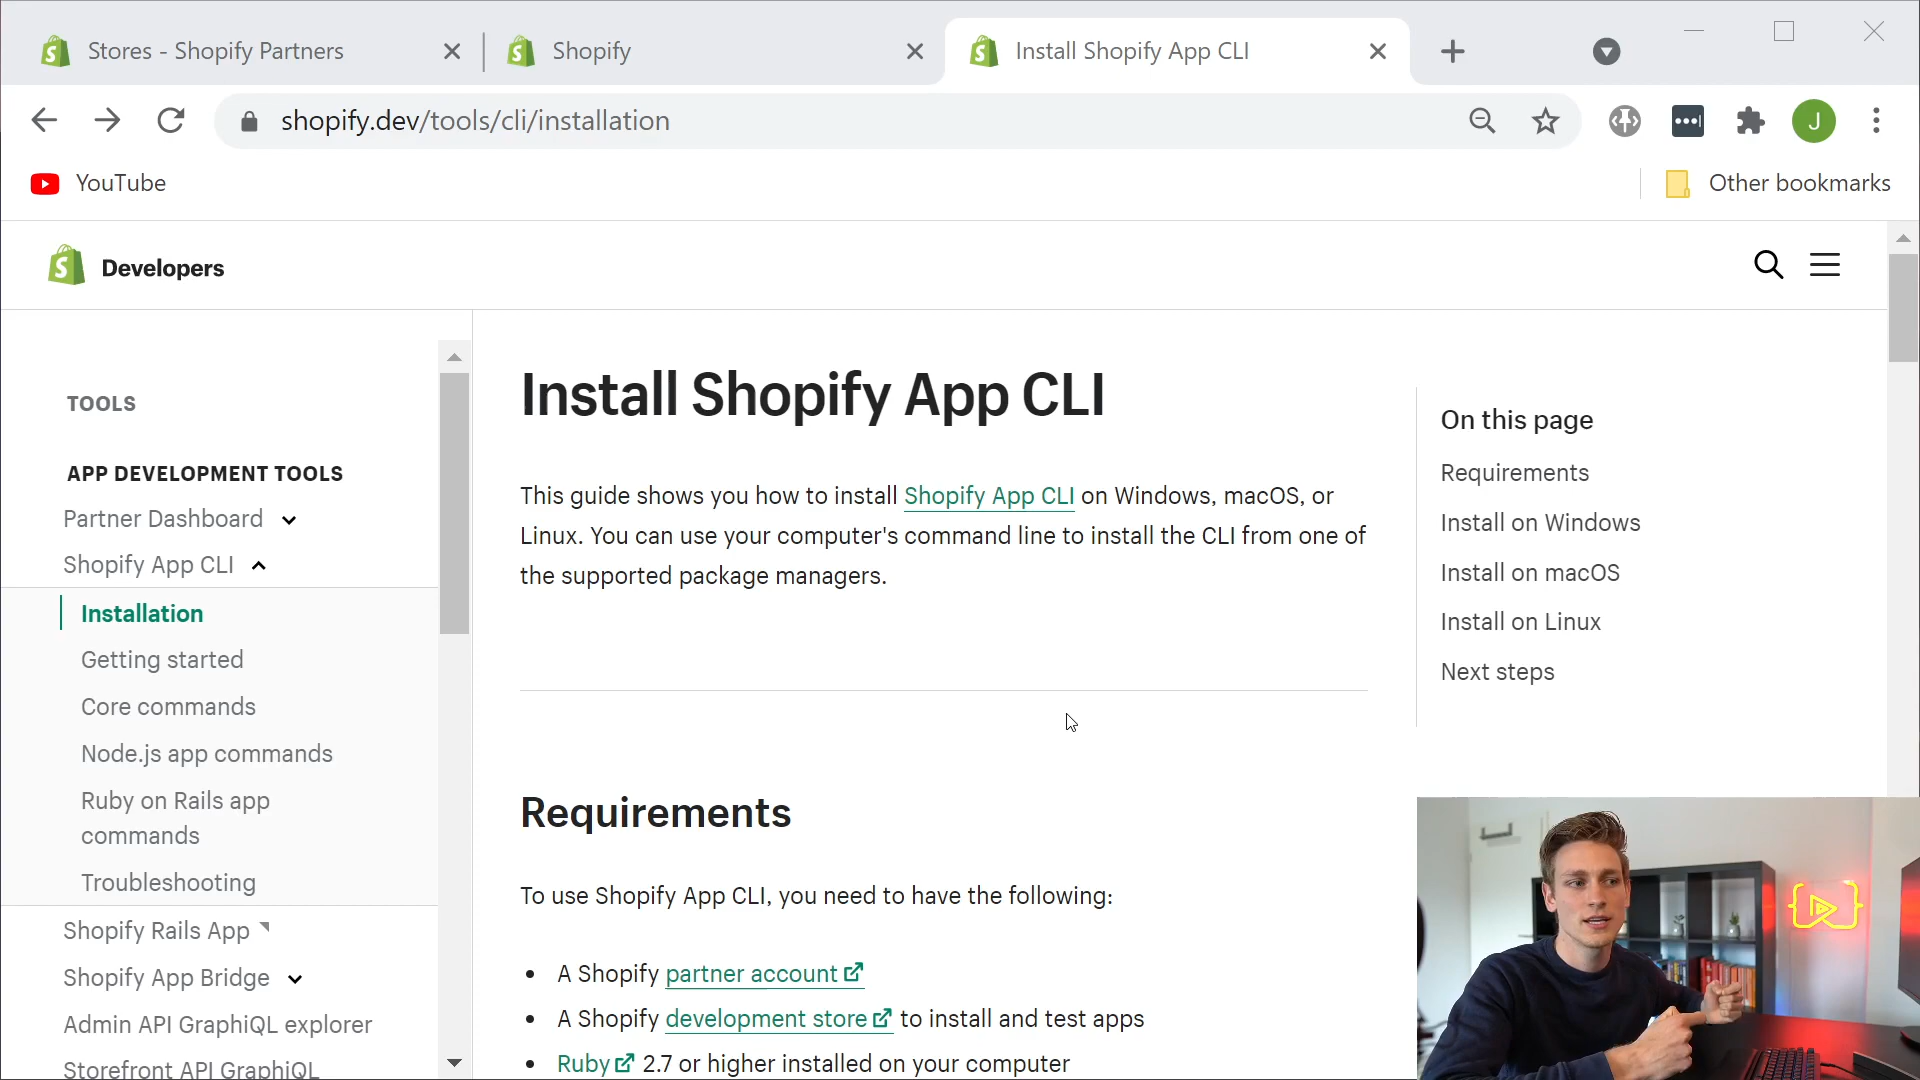 Stores - Shopify Partners
Shopify
Install Shopify App CLI
shopify.dev/tools/cli/installation
J
YouTube
Other bookmarks
Developers
TOOLS
APP DEVELOPMENT TOOLS
Partner Dashboard
Shopify App CLI
Installation
Getting started
Core commands
Node.js app commands
Ruby on Rails app
commands
Troubleshooting
Shopify Rails App
Shopify App Bridge
Admin API GraphiQL explorer
Storefront API GraphiQL
Install Shopify App CLI
This guide shows you how to install Shopify App CLI on Windows, macOS, or
Linux. You can use your computer's command line to install the CLI from one of
the supported package managers.
Requirements
To use Shopify App CLI, you need to have the following:
• A Shopify partner account
• A Shopify development store to install and test apps
• Ruby 2.7 or higher installed on your computer
On this page
Requirements
Install on Windows
Install on macOS
Install on Linux
Next steps